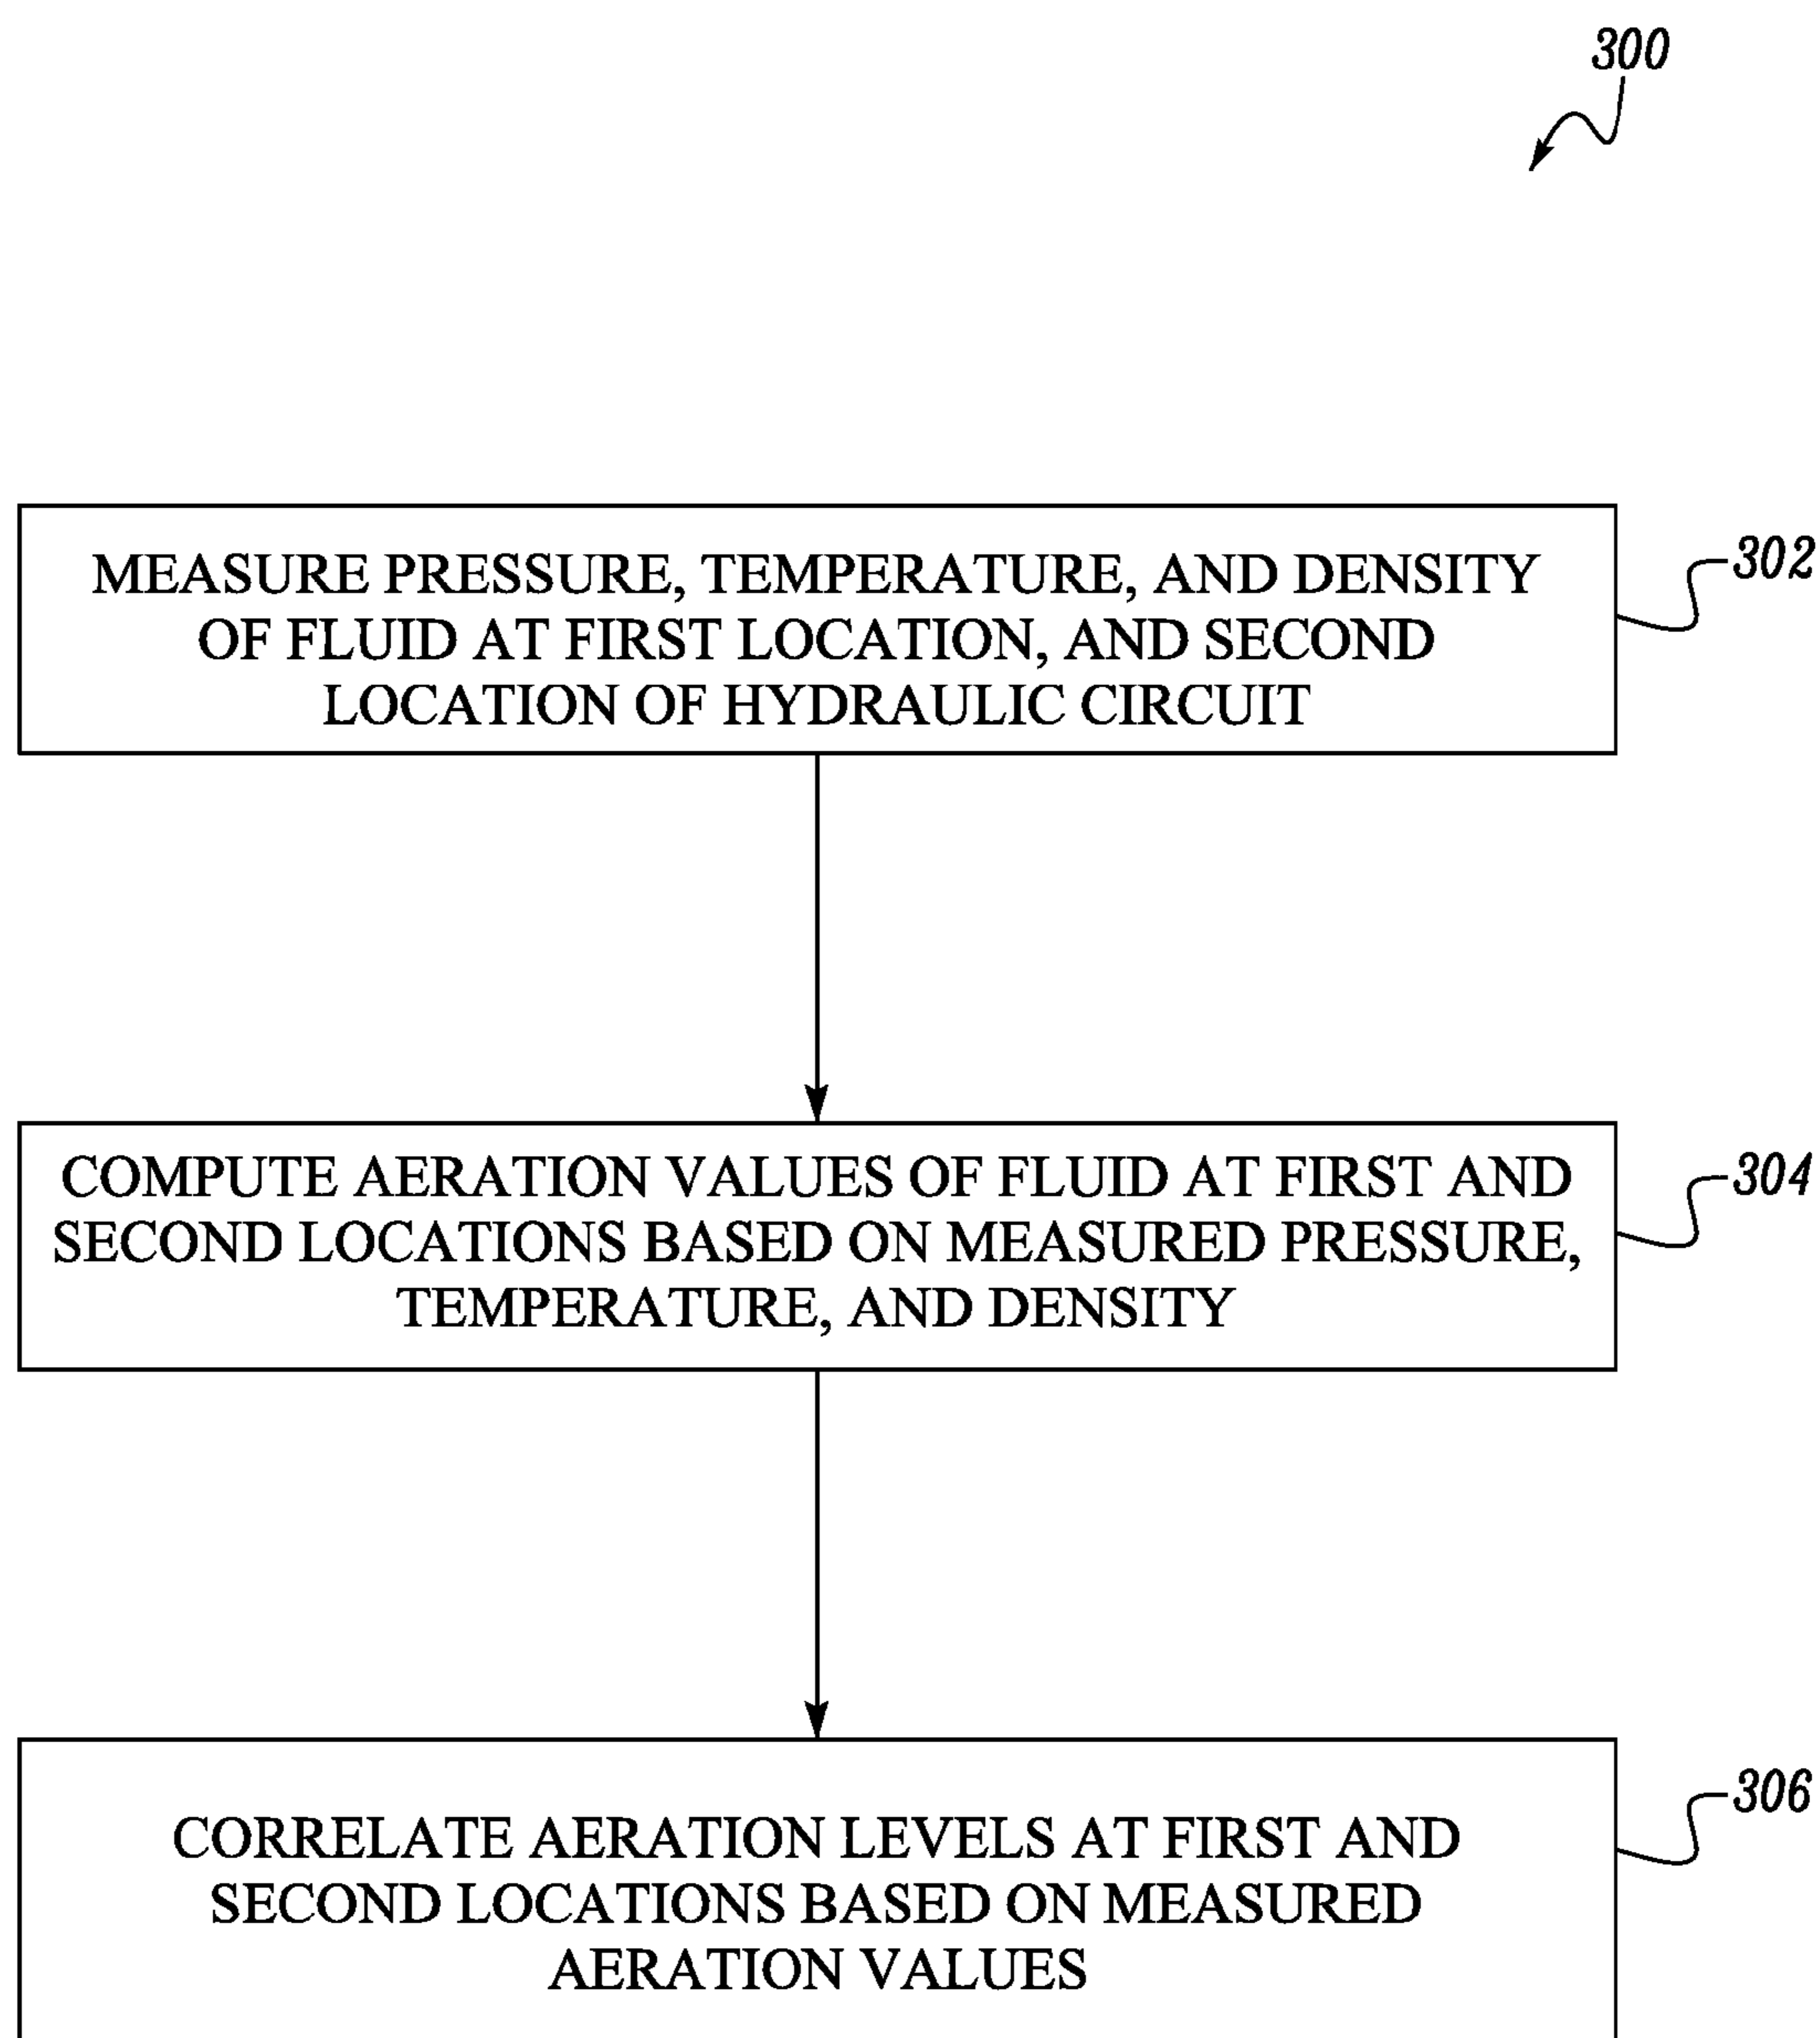 300
MEASURE PRESSURE, TEMPERATURE, AND DENSITY
OF FLUID AT FIRST LOCATION, AND SECOND
LOCATION OF HYDRAULIC CIRCUIT
302
COMPUTE AERATION VALUES OF FLUID AT FIRST AND
SECOND LOCATIONS BASED ON MEASURED PRESSURE,
TEMPERATURE, AND DENSITY
304
CORRELATE AERATION LEVELS AT FIRST AND
SECOND LOCATIONS BASED ON MEASURED
AERATION VALUES
306